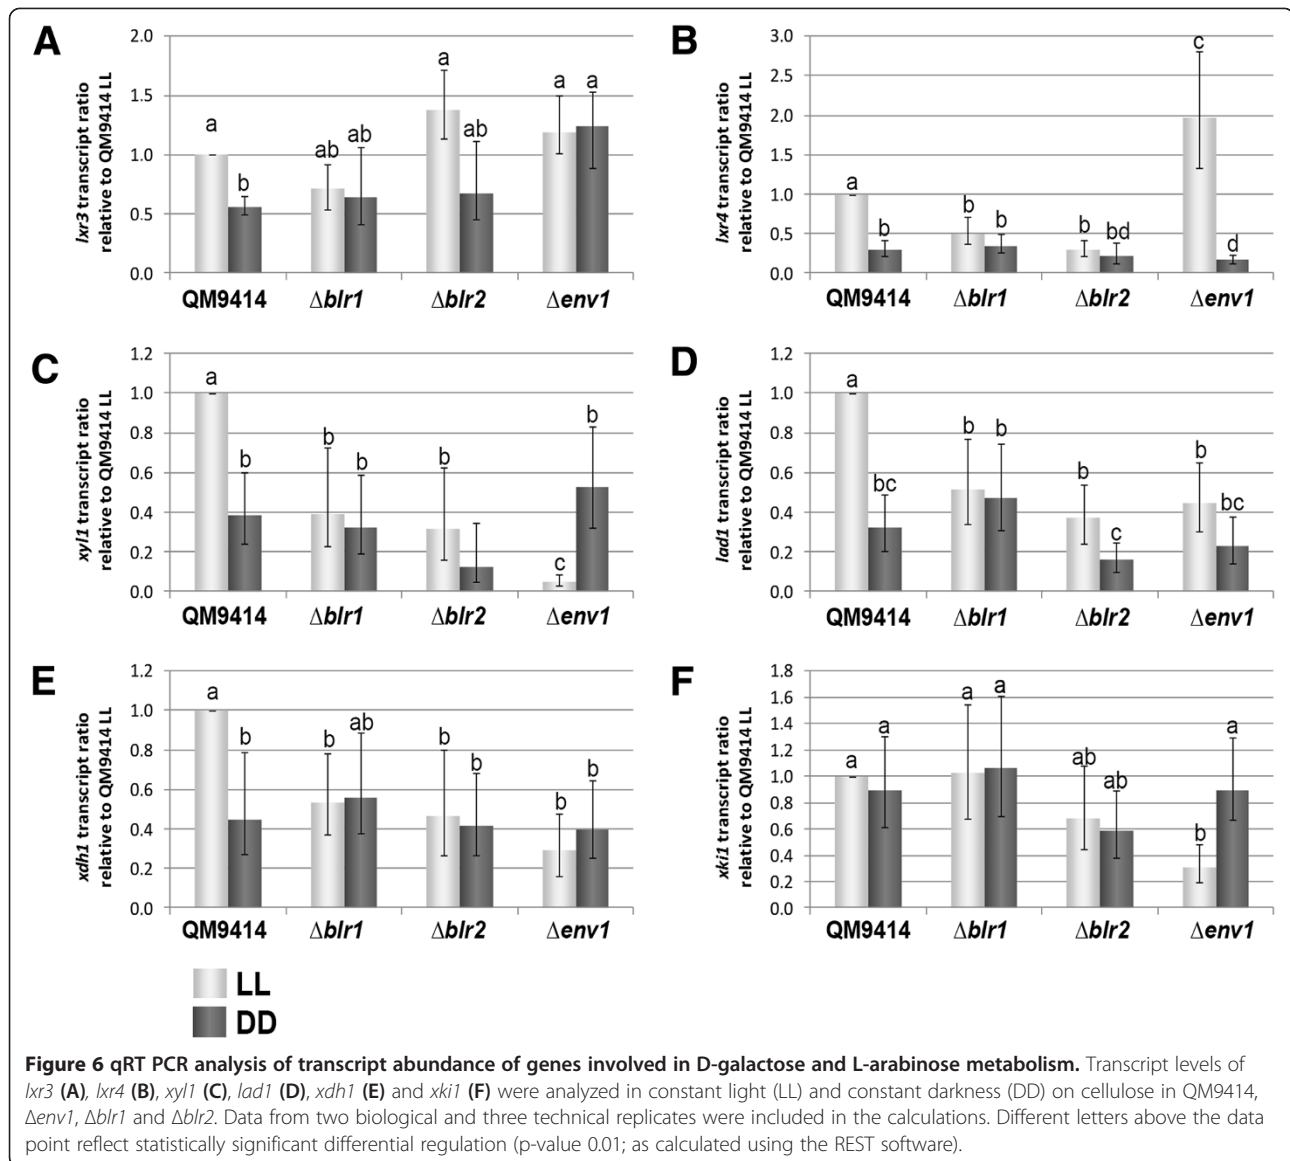 A
lxr3 transcript ratio
relative to QM9414 LL
2.0
1.5
1.0
0.5
0.0
a
b
ab
ab
a
ab
a
a
QM9414
Δblr1
Δblr2
Δenv1
B
lxr4 transcript ratio
relative to QM9414 LL
3.0
2.5
2.0
1.5
1.0
0.5
0.0
a
b
b
b
b
bd
c
d
QM9414
Δblr1
Δblr2
Δenv1
C
xyl1 transcript ratio
relative to QM9414 LL
1.2
1.0
0.8
0.6
0.4
0.2
0.0
a
b
b
b
b
c
b
QM9414
Δblr1
Δblr2
Δenv1
D
lad1 transcript ratio
relative to QM9414 LL
1.2
1.0
0.8
0.6
0.4
0.2
0.0
a
bc
b
b
b
c
b
bc
QM9414
Δblr1
Δblr2
Δenv1
E
xdh1 transcript ratio
relative to QM9414 LL
1.2
1.0
0.8
0.6
0.4
0.2
0.0
a
b
b
ab
b
b
b
b
QM9414
Δblr1
Δblr2
Δenv1
F
xki1 transcript ratio
relative to QM9414 LL
1.8
1.6
1.4
1.2
1.0
0.8
0.6
0.4
0.2
0.0
a
a
a
a
ab
ab
b
a
QM9414
Δblr1
Δblr2
Δenv1
LL
DD
Figure 6 qRT PCR analysis of transcript abundance of genes involved in D-galactose and L-arabinose metabolism. Transcript levels of
lxr3 (A), lxr4 (B), xyl1 (C), lad1 (D), xdh1 (E) and xki1 (F) were analyzed in constant light (LL) and constant darkness (DD) on cellulose in QM9414,
Δenv1, Δblr1 and Δblr2. Data from two biological and three technical replicates were included in the calculations. Different letters above the data
point reflect statistically significant differential regulation (p-value 0.01; as calculated using the REST software).